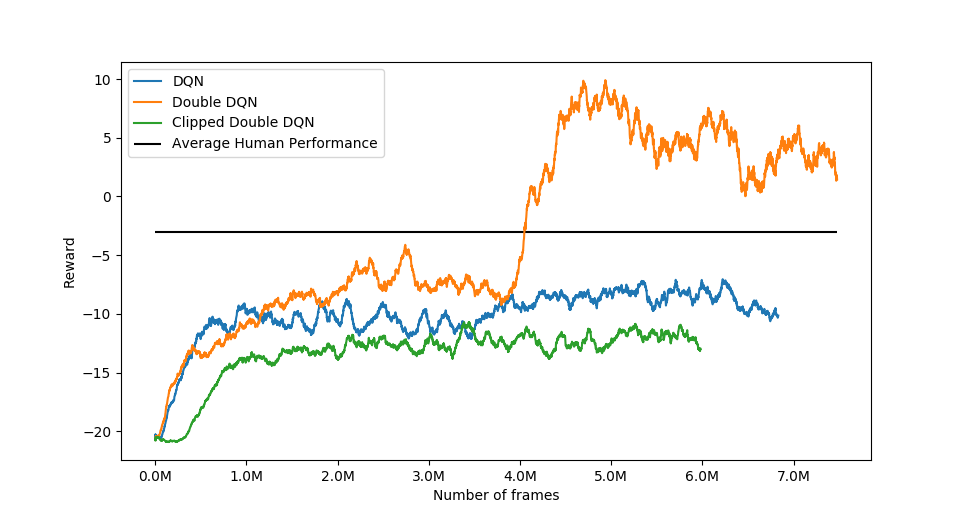 DQN
Double DQN
Clipped Double DQN
Average Human Performance
10
5
0
−5
−10
−15
−20
Reward
0.0M 1.0M 2.0M 3.0M 4.0M 5.0M 6.0M 7.0M
Number of frames